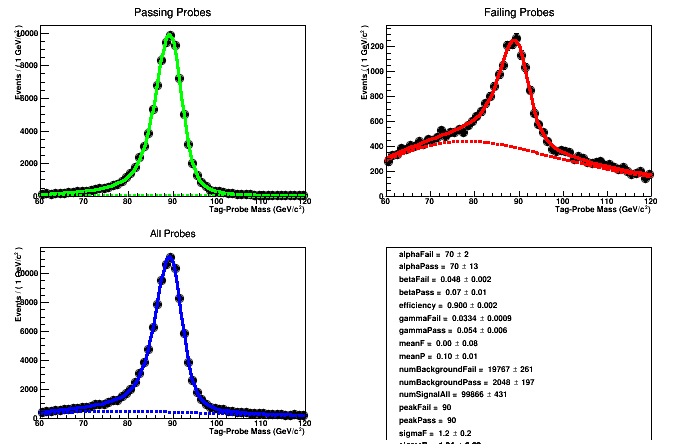 Passing Probes
Events / ( 1 GeV/c² )
10000
8000
6000
4000
2000
0
60 70 80 90 100 110 120
Tag-Probe Mass (GeV/c²)
Failing Probes
Events / ( 1 GeV/c² )
1200
1000
800
600
400
200
0
60 70 80 90 100 110 120
Tag-Probe Mass (GeV/c²)
All Probes
Events / ( 1 GeV/c² )
10000
8000
6000
4000
2000
0
60 70 80 90 100 110 120
Tag-Probe Mass (GeV/c²)
alphaFail = 70 ± 2
alphaPass = 70 ± 13
betaFail = 0.048 ± 0.002
betaPass = 0.07 ± 0.01
efficiency = 0.900 ± 0.002
gammaFail = 0.0334 ± 0.0009
gammaPass = 0.054 ± 0.006
meanF = 0.00 ± 0.08
meanP = 0.10 ± 0.01
numBackgroundFail = 19767 ± 261
numBackgroundPass = 2048 ± 197
numSignalAll = 99866 ± 431
peakFail = 90
peakPass = 90
sigmaF = 1.2 ± 0.2